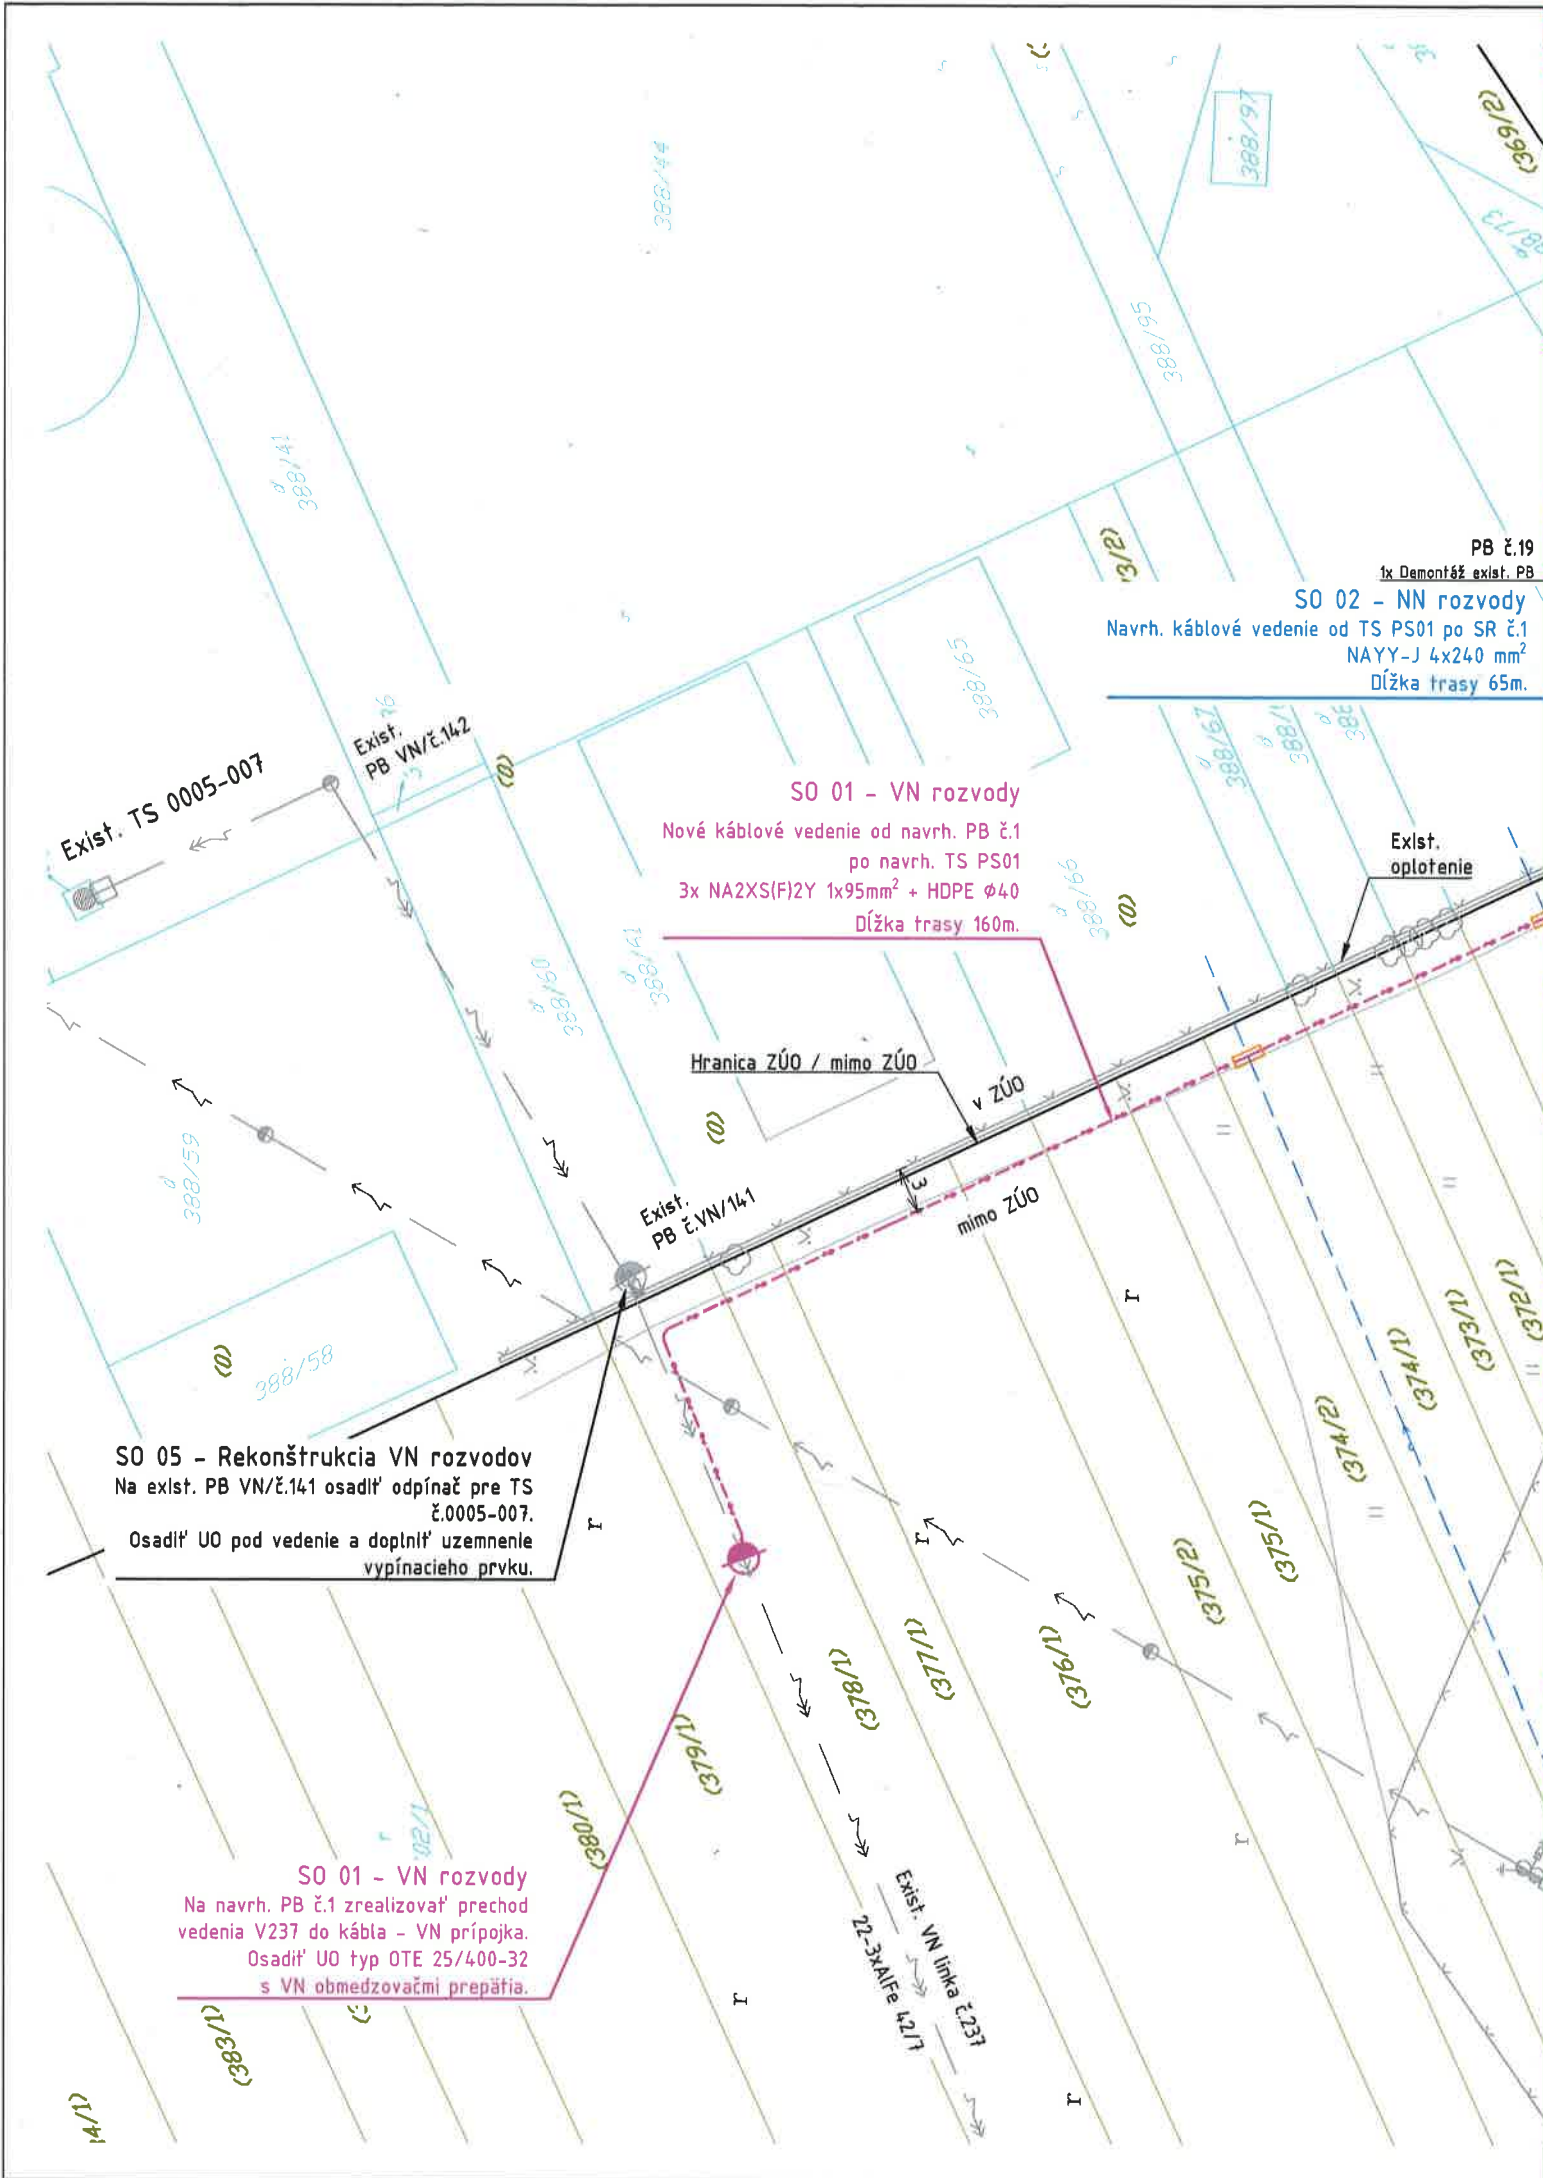 388/44
388/97
(369/2)
388/41
388/95
(3/2)
PB č.19
1x Demontáž exist. PB
SO 02 - NN rozvody
Navrh. káblové vedenie od TS PS01 po SR č.1
NAYY-J 4x240 mm²
Dĺžka trasy 65m.
388/65
388/67
Exist.
PB VN/č.142
(0)
Exist. TS 0005-007
SO 01 - VN rozvody
Nové káblové vedenie od navrh. PB č.1
po navrh. TS PS01
3x NA2XS(F)2Y 1x95mm² + HDPE Ø40
Dĺžka trasy 160m.
388/66
(0)
Exist.
oplotenie
388/60
388/61
Hranica ZÚO / mimo ZÚO
v ZÚO
(0)
388/59
Exist.
PB č.VN/141
3
mimo ZÚO
(0)
388/58
r
(372/1)
(373/1)
(374/1)
(374/2)
SO 05 - Rekonštrukcia VN rozvodov
Na exist. PB VN/č.141 osadiť odpínač pre TS
č.0005-007.
Osadiť UO pod vedenie a doplniť uzemnenie
vypínacieho prvku.
r
r
(375/1)
(375/2)
(376/1)
(377/1)
(378/1)
(379/1)
(380/1)
r
SO 01 - VN rozvody
Na navrh. PB č.1 zrealizovať prechod
vedenia V237 do kábla - VN prípojka.
Osadiť UO typ OTE 25/400-32
s VN obmedzovačmi prepätia.
Exist. VN linka č.237
22-3xAlFe 42/7
r
r
(383/1)
4/1)